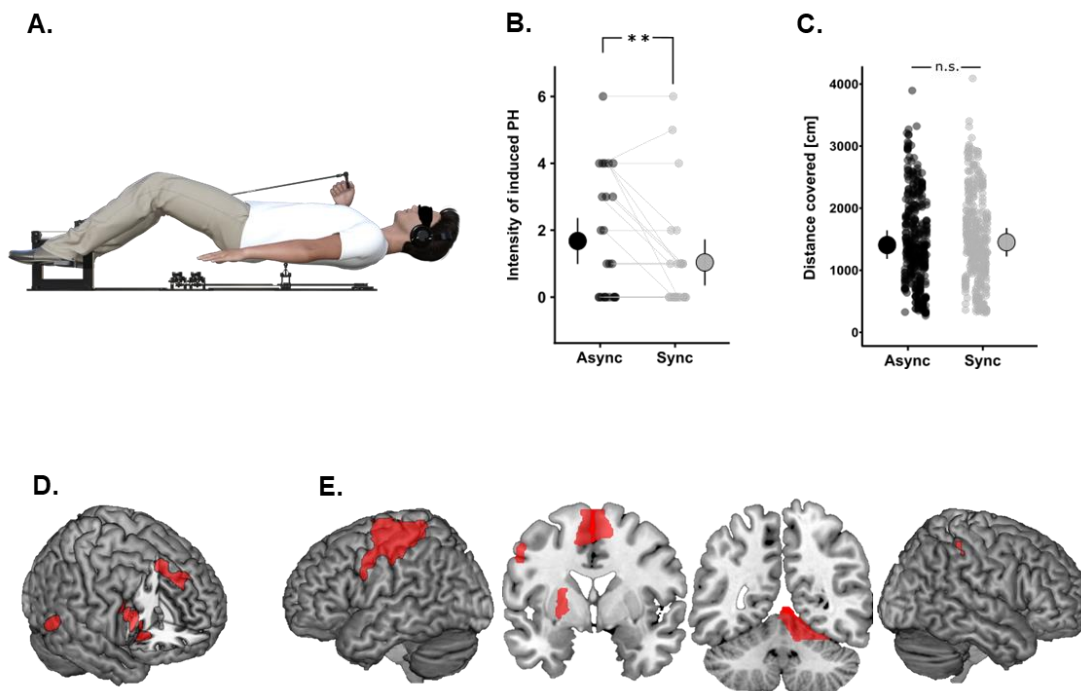 A.
B.
**
Intensity of induced PH
6
4
2
0
Async Sync
C.
n.s.
Distance covered [cm]
4000
3000
2000
1000
0
Async Sync
D.
E.